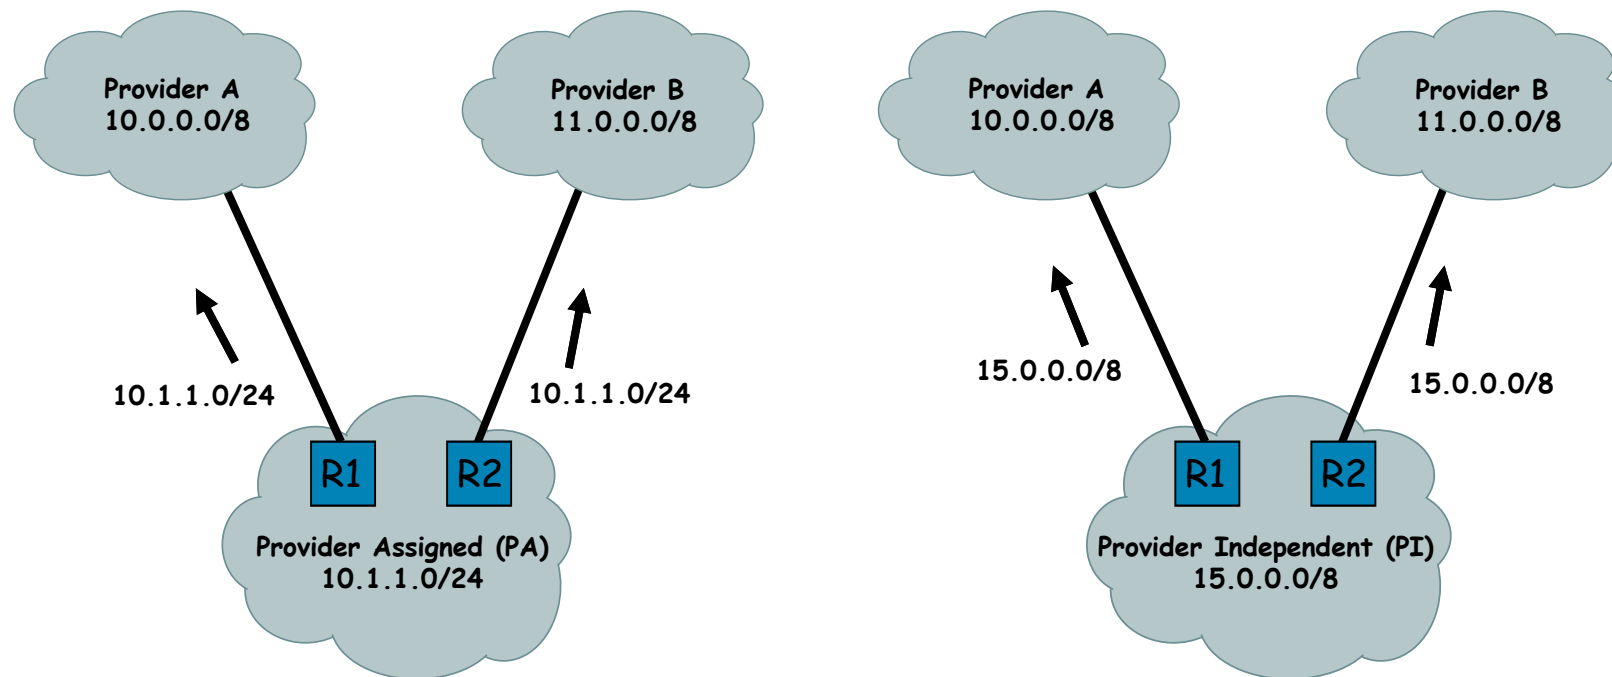 Provider A
10.0.0.0/8
Provider B
11.0.0.0/8
10.1.1.0/24
10.1.1.0/24
R1
R2
Provider Assigned (PA)
10.1.1.0/24
Provider A
10.0.0.0/8
Provider B
11.0.0.0/8
15.0.0.0/8
15.0.0.0/8
R1
R2
Provider Independent (PI)
15.0.0.0/8